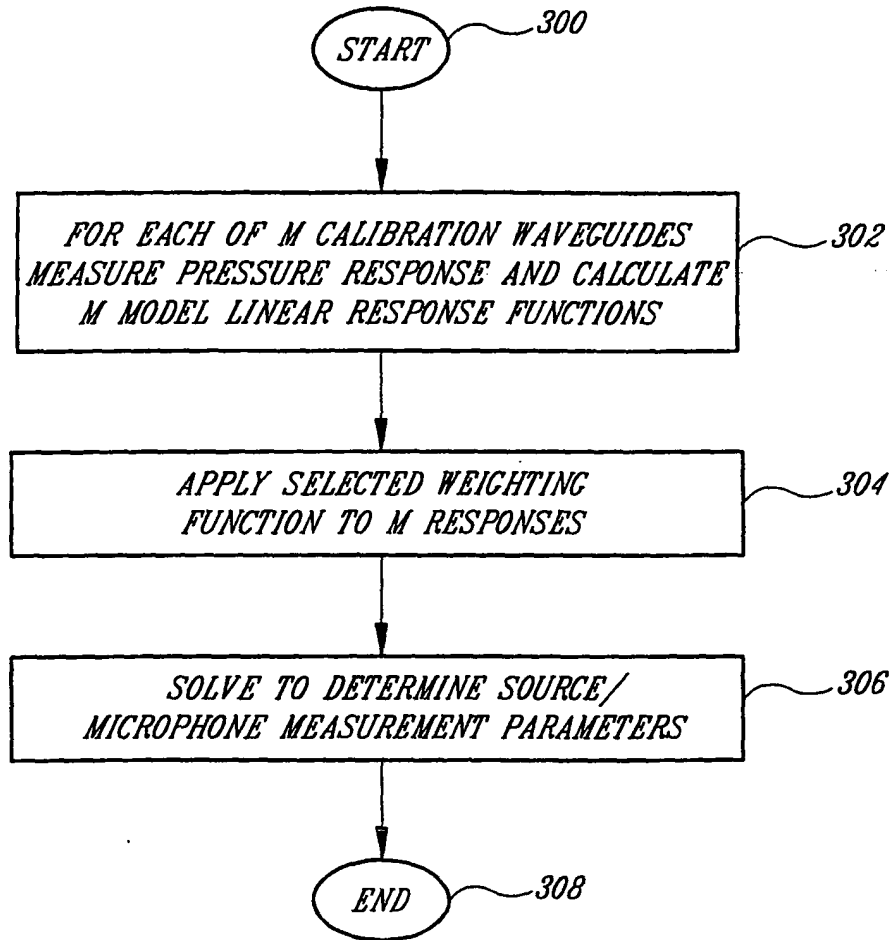 START
300
FOR EACH OF M CALIBRATION WAVEGUIDES
MEASURE PRESSURE RESPONSE AND CALCULATE
M MODEL LINEAR RESPONSE FUNCTIONS
302
APPLY SELECTED WEIGHTING
FUNCTION TO M RESPONSES
304
SOLVE TO DETERMINE SOURCE/
MICROPHONE MEASUREMENT PARAMETERS
306
END
308